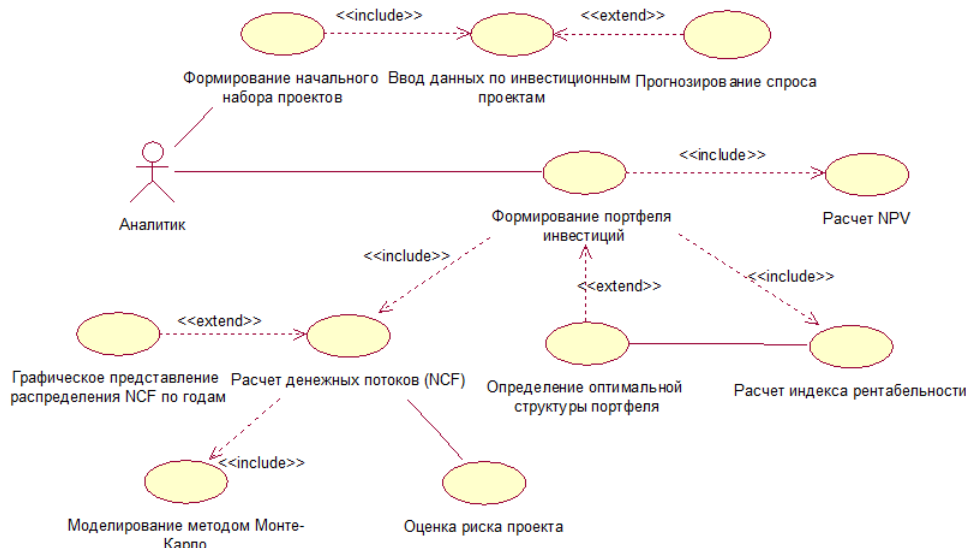 <<include>>
<<extend>>
Формирование начального
набора проектов
Ввод данных по инвестиционным
проектам
Прогнозирование спроса
<<include>>
Аналитик
Формирование портфеля
инвестиций
Расчет NPV
<<include>>
<<extend>>
<<include>>
<<extend>>
Графическое представление
распределения NCF по годам
Расчет денежных потоков (NCF)
Определение оптимальной
структуры портфеля
Расчет индекса рентабельности
<<include>>
Моделирование методом Монте-
Карло
Оценка риска проекта